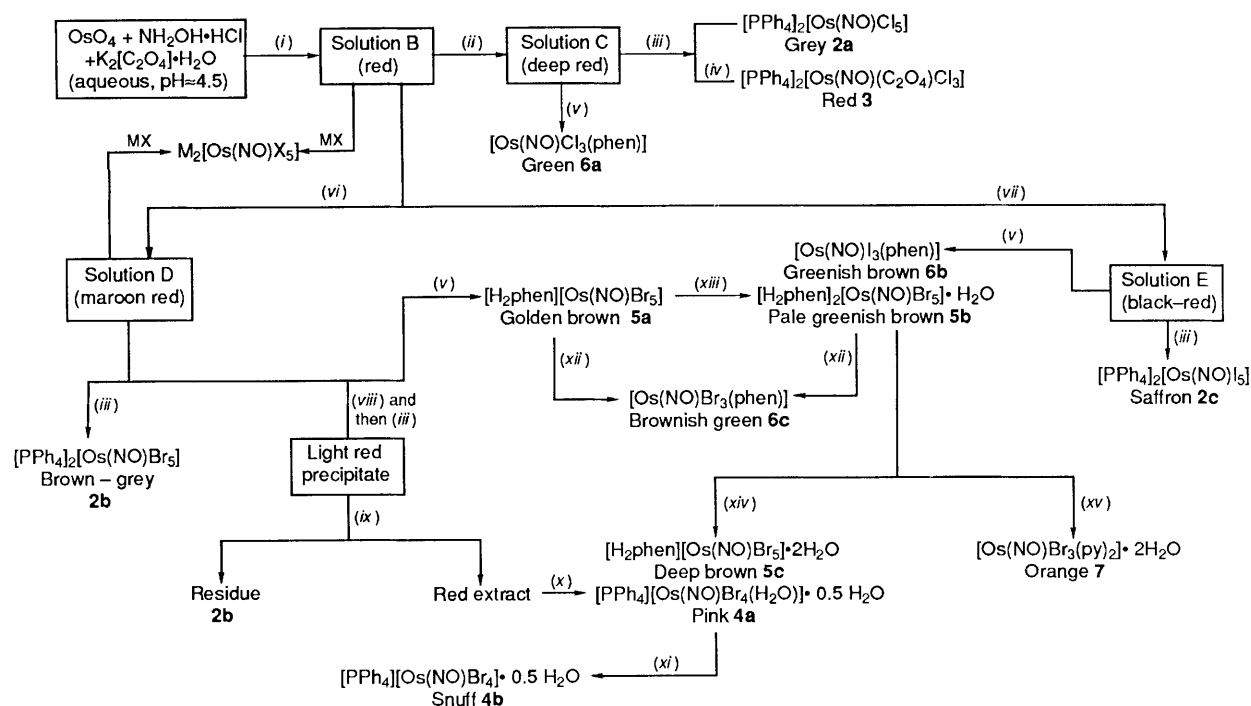 OsO4 + NH2OH•HCl
+K2[C2O4]•H2O
(aqueous, pH≈4.5)
(i)
Solution B
(red)
(ii)
Solution C
(deep red)
(iii)
[PPh4]2[Os(NO)Cl5]
Grey 2a
(iv)
[PPh4]2[Os(NO)(C2O4)Cl3]
Red 3
(v)
[Os(NO)Cl3(phen)]
Green 6a
MX
M2[Os(NO)X5]
MX
(vi)
(vii)
Solution D
(maroon red)
(v)
[H2phen][Os(NO)Br5]
Golden brown 5a
(xiii)
[Os(NO)I3(phen)]
Greenish brown 6b
[H2phen]2[Os(NO)Br5]• H2O
Pale greenish brown 5b
(v)
Solution E
(black–red)
(iii)
[PPh4]2[Os(NO)I5]
Saffron 2c
(xii)
(xii)
[Os(NO)Br3(phen)]
Brownish green 6c
(iii)
[PPh4]2[Os(NO)Br5]
Brown – grey
2b
(viii) and
then (iii)
Light red
precipitate
(ix)
Residue
2b
Red extract
(x)
(xiv)
[H2phen][Os(NO)Br5]•2H2O
Deep brown 5c
[PPh4][Os(NO)Br4(H2O)]• 0.5 H2O
Pink 4a
(xv)
[Os(NO)Br3(py)2]• 2H2O
Orange 7
(xi)
[PPh4][Os(NO)Br4]• 0.5 H2O
Snuff 4b